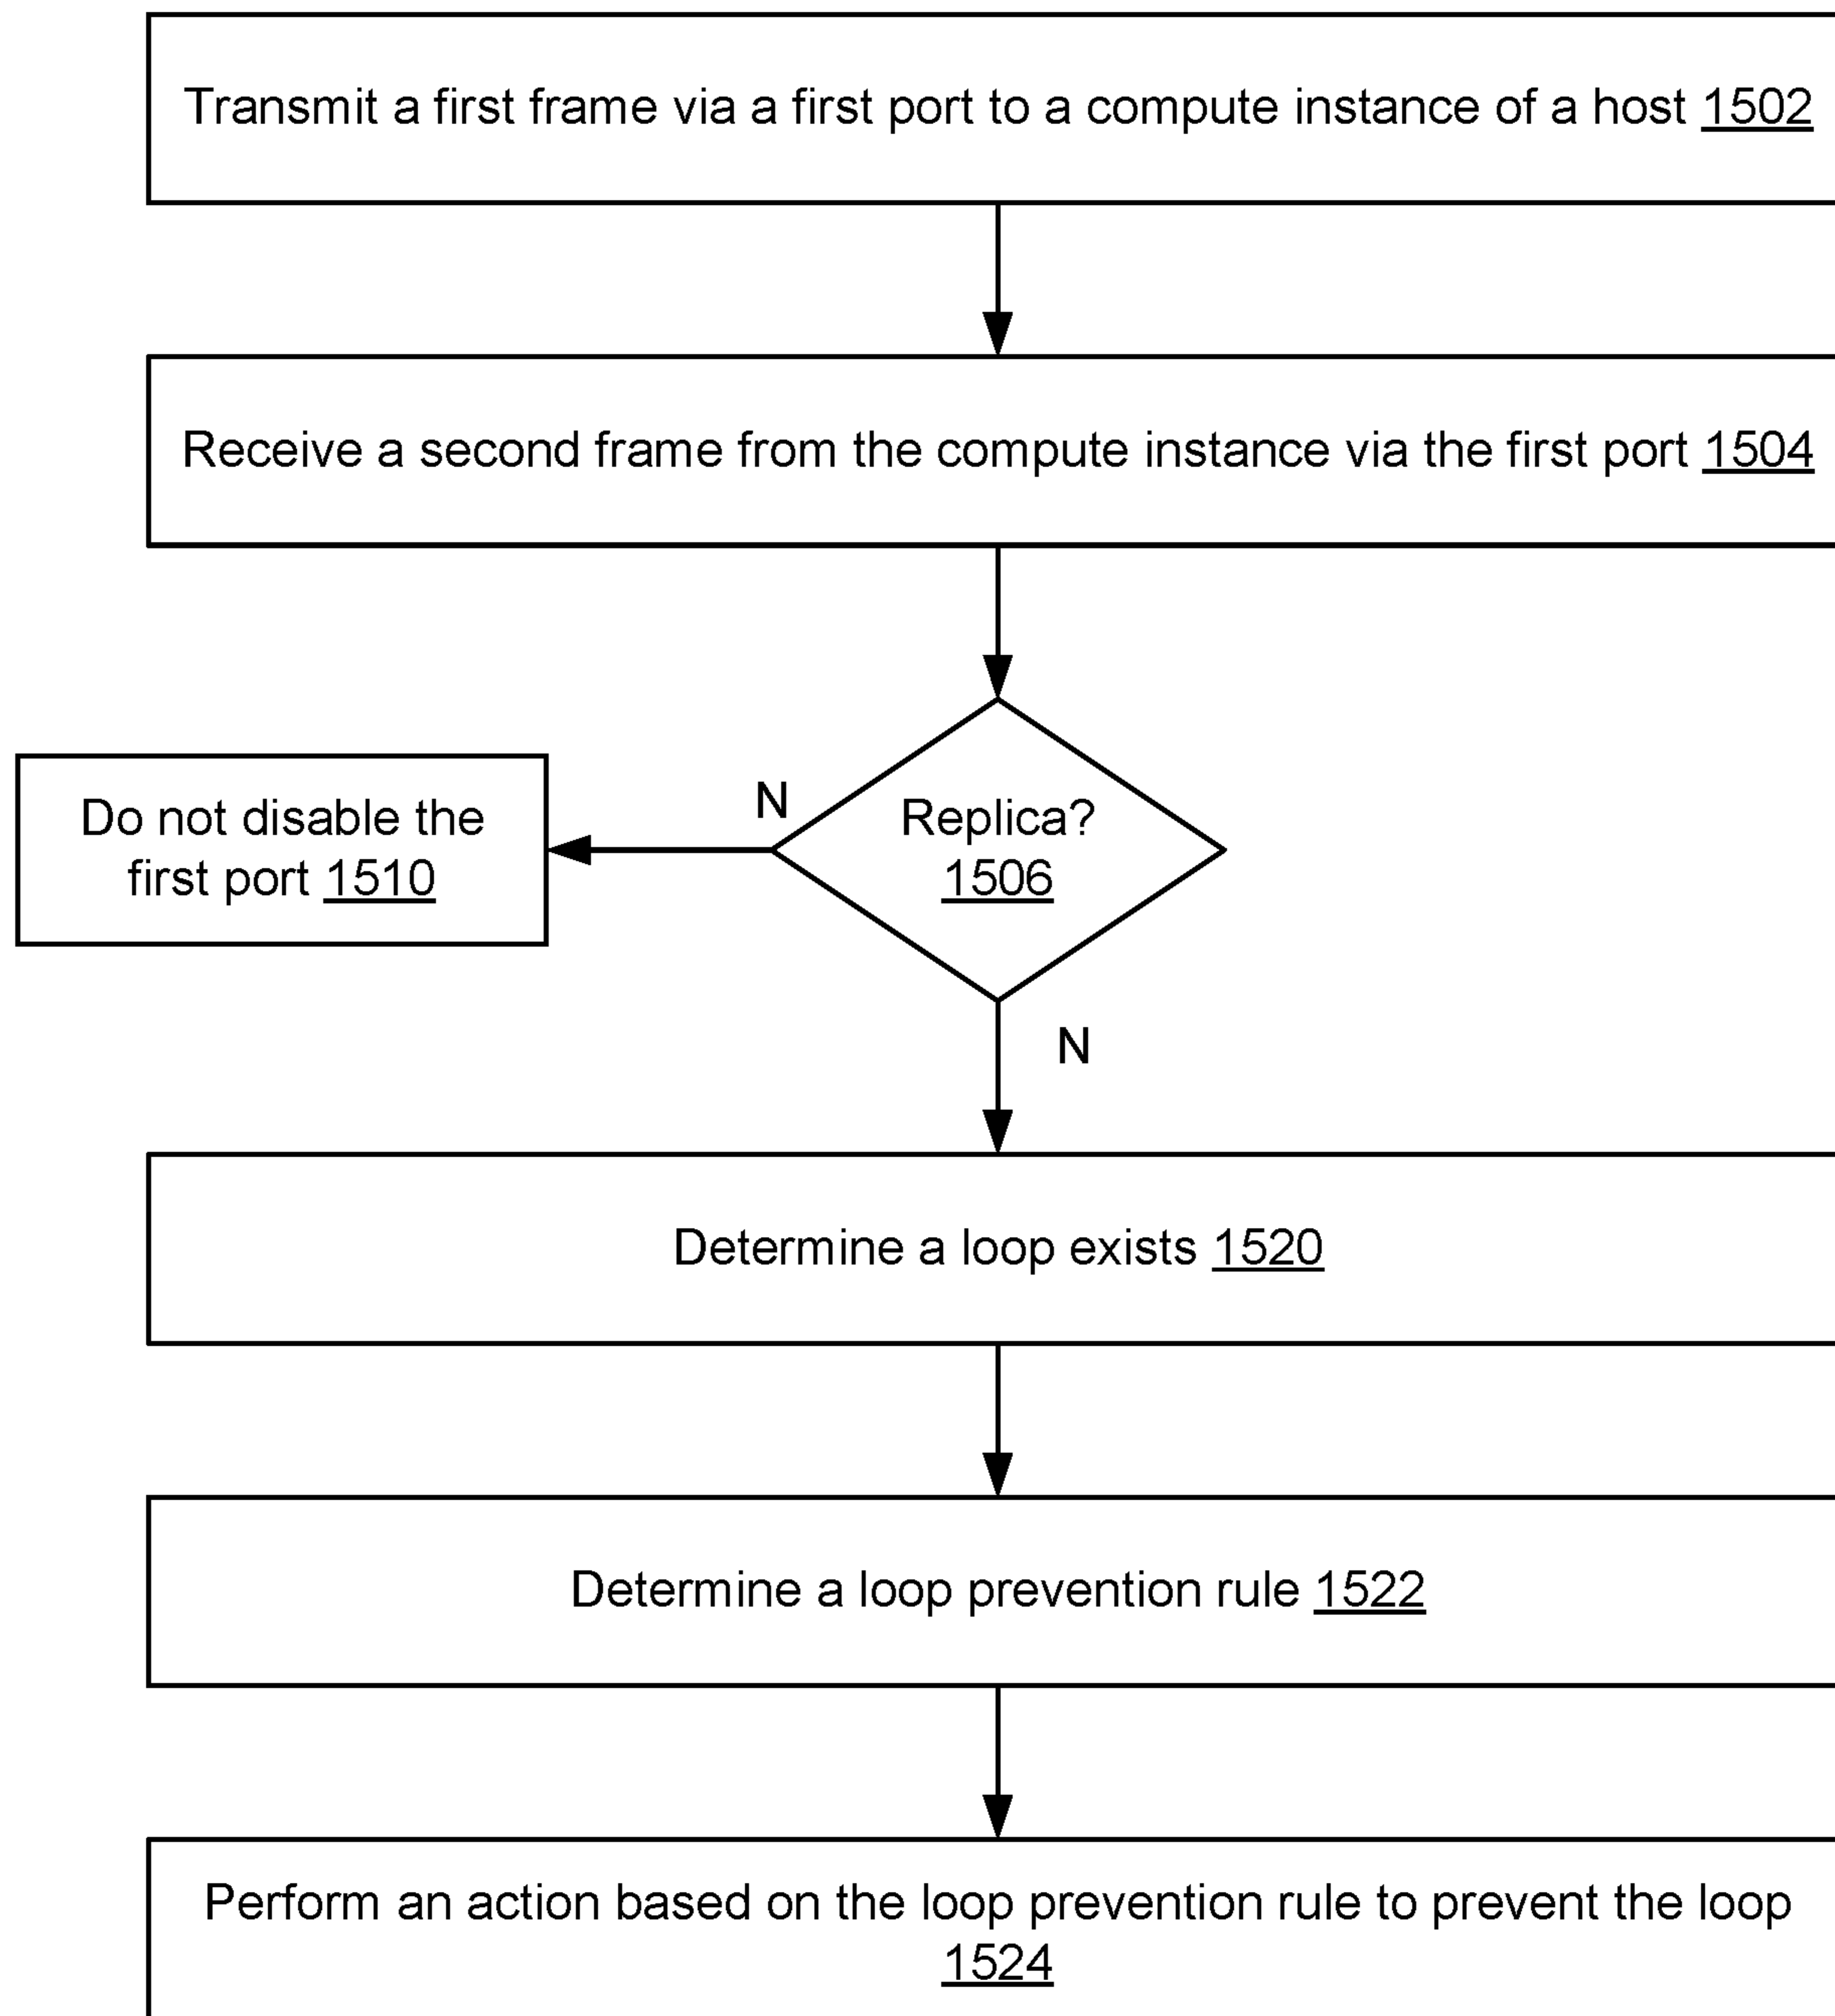 Transmit a first frame via a first port to a compute instance of a host 1502
Receive a second frame from the compute instance via the first port 1504
N
Do not disable the
first port 1510
Replica?
1506
N
Determine a loop exists 1520
Determine a loop prevention rule 1522
Perform an action based on the loop prevention rule to prevent the loop
1524